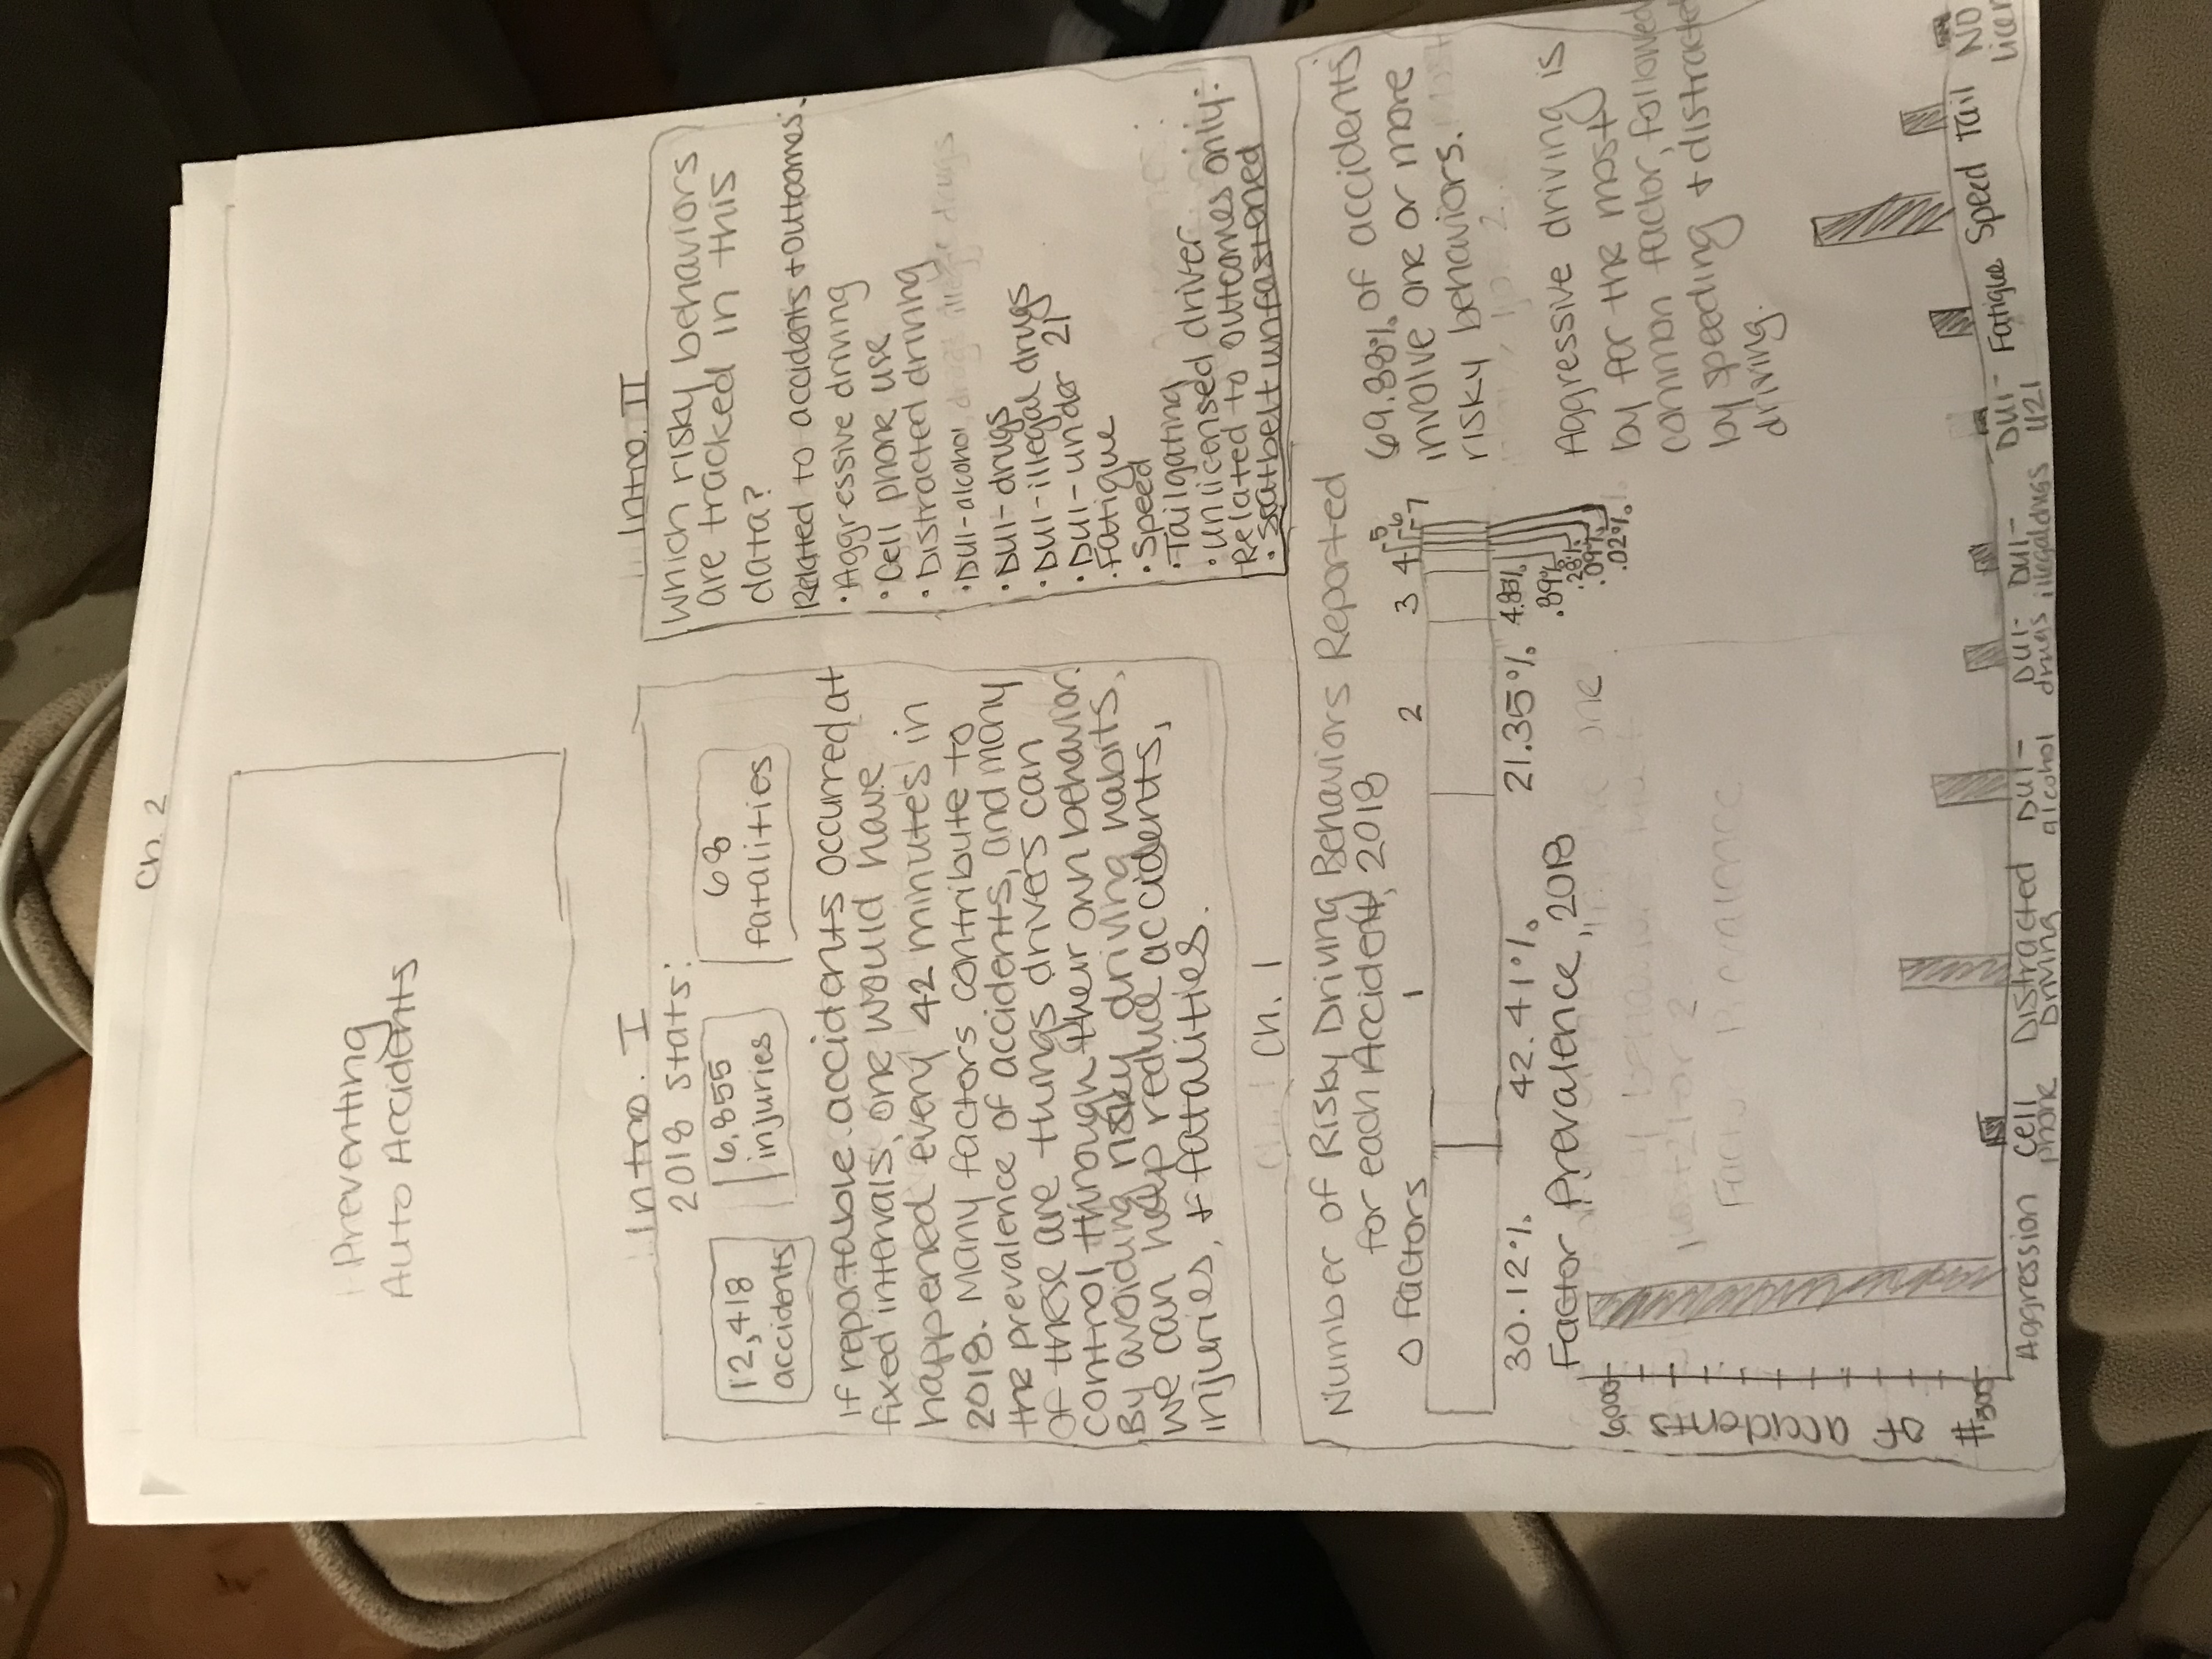 Ch. 2
Preventing
Auto Accidents
Intro. I
2018 Stats:
12,418
accidents
6,855
injuries
68
fatalities
If reportable accidents occurred at
fixed intervals, one would have
happened every 42 minutes in
2018. Many factors contribute to
the prevalence of accidents, and many
of these are things drivers can
control through their own behavior.
By avoiding risky driving habits,
we can help reduce accidents,
injuries, + fatalities.
Intro. II
Which risky behaviors
are tracked in this
data?
Related to accidents + outcomes:
• Aggressive driving
• Cell phone use
• Distracted driving
• DUI-alcohol drugs illegal drugs
• DUI-drugs
• DUI-illegal drugs
• DUI-under 21
• Fatigue
• Speed
• Tailgating
• Unlicensed driver
Related to outcomes only:
• Seatbelt unfastened
Ch. 1
Number of Risky Driving Behaviors Reported
for each Accident, 2018
0 factors 1 2 3 4 5 6 7
30.12% 42.41% 21.35% 4.83%
.89%
.28%
.09%
.02%
69.88% of accidents
involve one or more
risky behaviors.
Factor Prevalence, 2018
one
Factor Prevalence
Aggressive driving is
by far the most
common factor, followed
by speeding + distracted
driving.
# of accidents
6,000
500
Aggression
Cell
phone
Distracted
Driving
DUI-
alcohol
DUI-
drugs
DUI-
illegal drugs
DUI-
U21
Fatigue
Speed
Tail
No
Licen